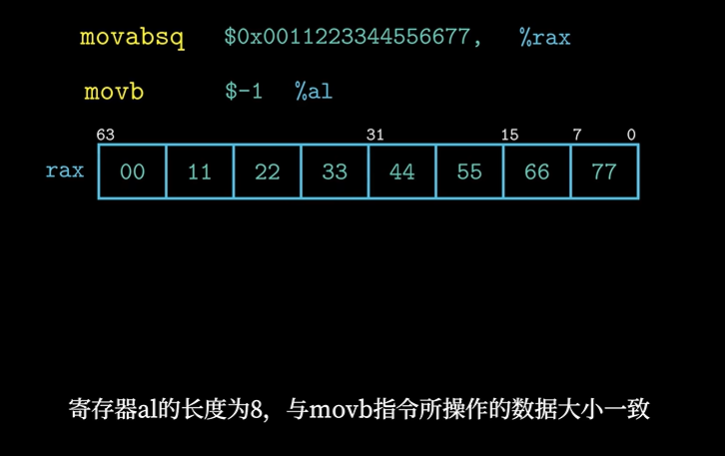 movabsq $0x0011223344556677, %rax
movb $-1 %al
63 31 15 7 0
rax 00 11 22 33 44 55 66 77
寄存器al的长度为8，与movb指令所操作的数据大小一致